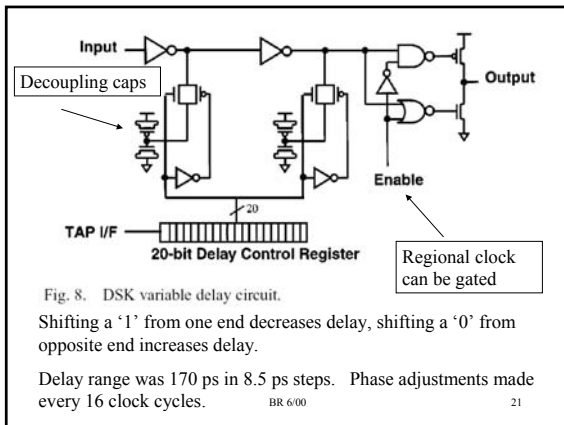 Input
Decoupling caps
Output
Enable
20
TAP I/F
20-bit Delay Control Register
Regional clock
can be gated
Fig. 8. DSK variable delay circuit.
Shifting a ‘1’ from one end decreases delay, shifting a ‘0’ from
opposite end increases delay.
Delay range was 170 ps in 8.5 ps steps. Phase adjustments made
every 16 clock cycles.
BR 6/00
21